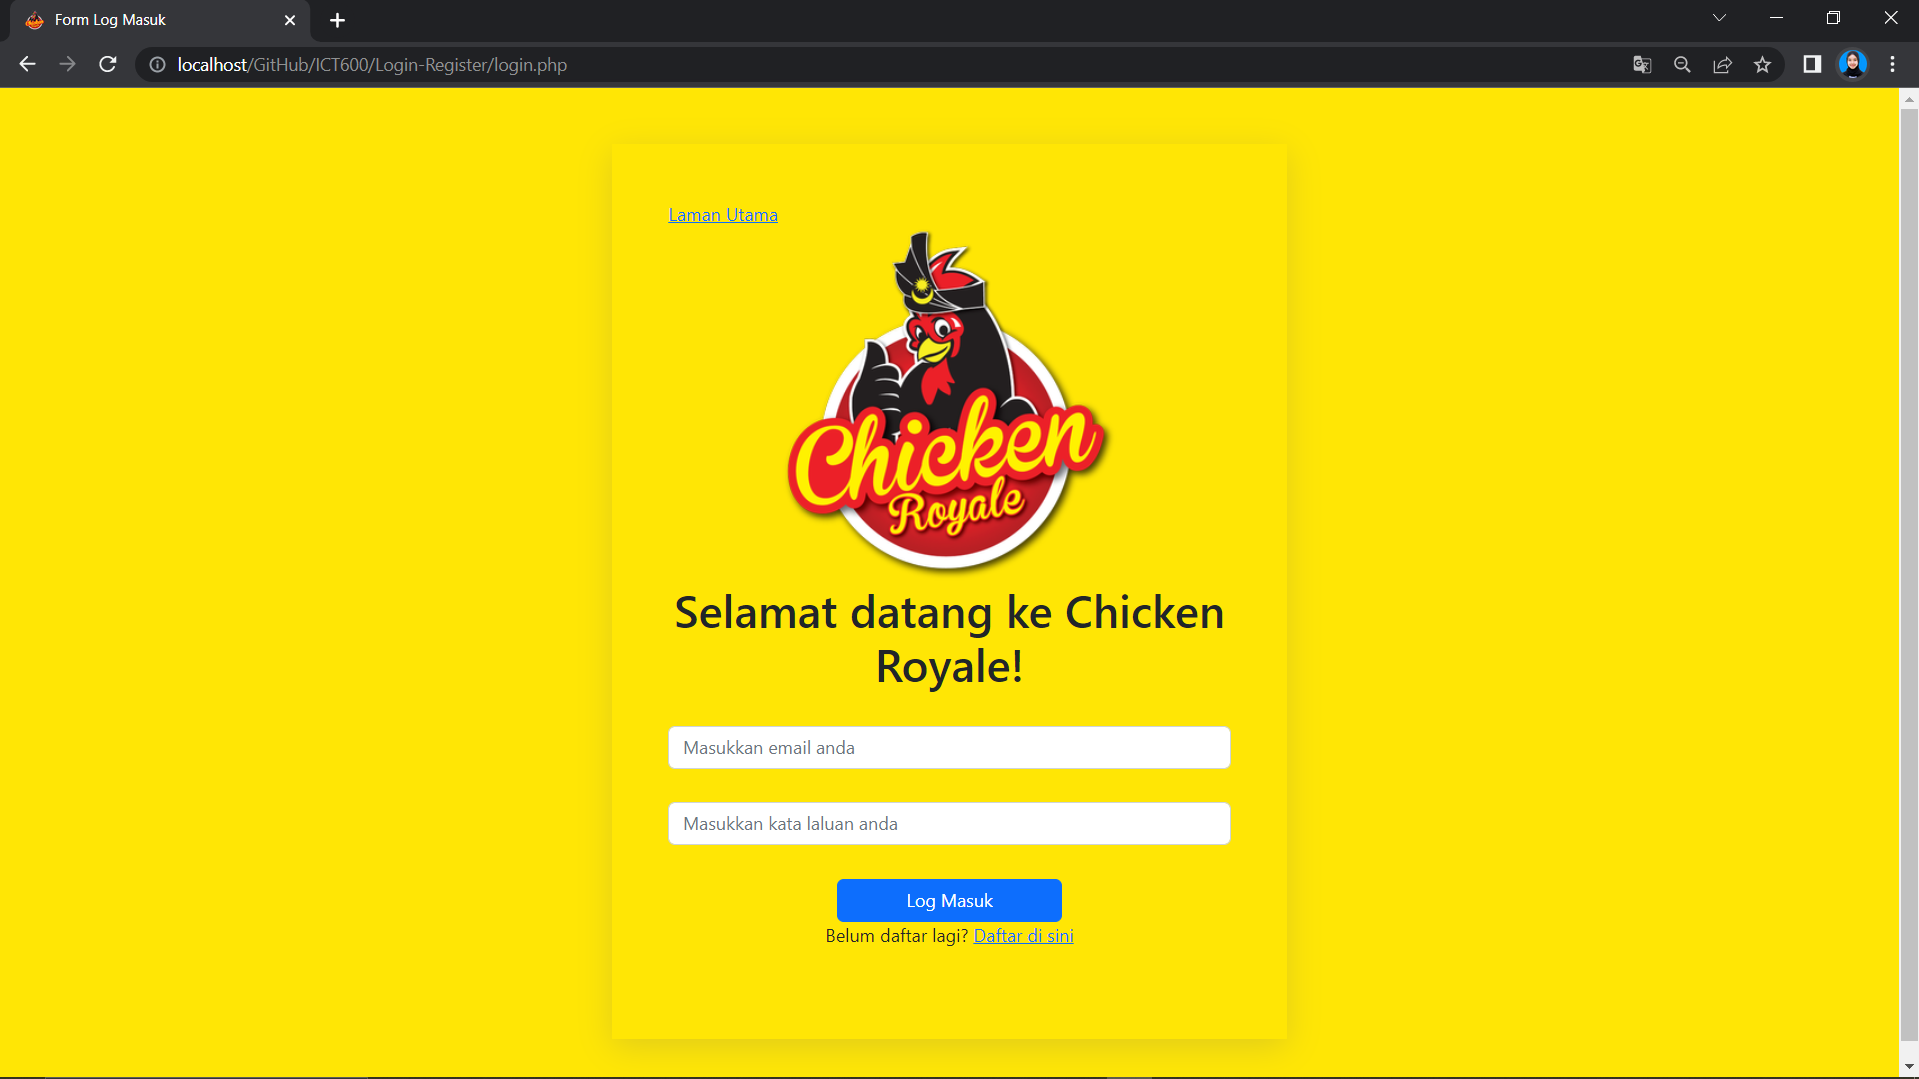 Form Log Masuk
localhost/GitHub/ICT600/Login-Register/login.php
Laman Utama
Chicken
Royale
Selamat datang ke Chicken
Royale!
Masukkan email anda
Masukkan kata laluan anda
Log Masuk
Belum daftar lagi? Daftar di sini